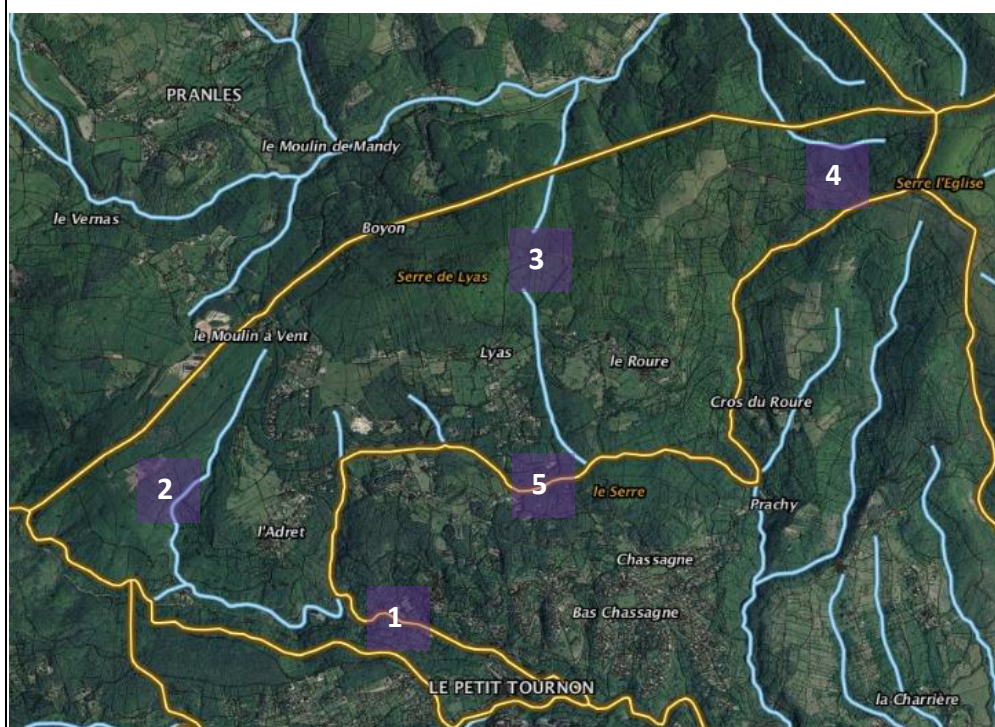 PRANLES
le Moulin de Mandy
4
Serre l'Eglise
le Vernas
Boyon
3
Serre de Lyas
le Moulin à Vent
Lyas
le Roure
Cros du Roure
2
5
le Serre
Prachy
l'Adret
Chassagne
1
Bas Chassagne
LE PETIT TOURNON
la Charrière